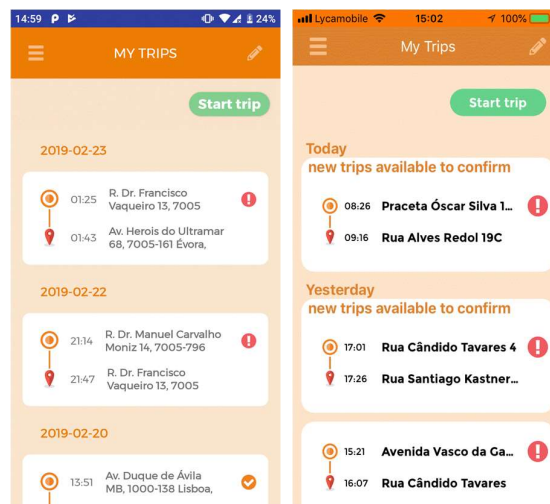 14:59
24%
MY TRIPS
Start trip
2019-02-23
01:25
R. Dr. Francisco
Vaqueiro 13, 7005
01:43
Av. Herois do Ultramar
68, 7005-161 Évora,
2019-02-22
21:14
R. Dr. Manuel Carvalho
Moniz 14, 7005-796
21:47
R. Dr. Francisco
Vaqueiro 13, 7005
2019-02-20
13:51
Av. Duque de Ávila
MB, 1000-138 Lisboa,
Lycamobile
15:02
100%
My Trips
Start trip
Today
new trips available to confirm
08:26 Praceta Óscar Silva 1...
09:16 Rua Alves Redol 19C
Yesterday
new trips available to confirm
17:01 Rua Cândido Tavares 4
17:26 Rua Santiago Kastner...
15:21 Avenida Vasco da Ga...
16:07 Rua Cândido Tavares